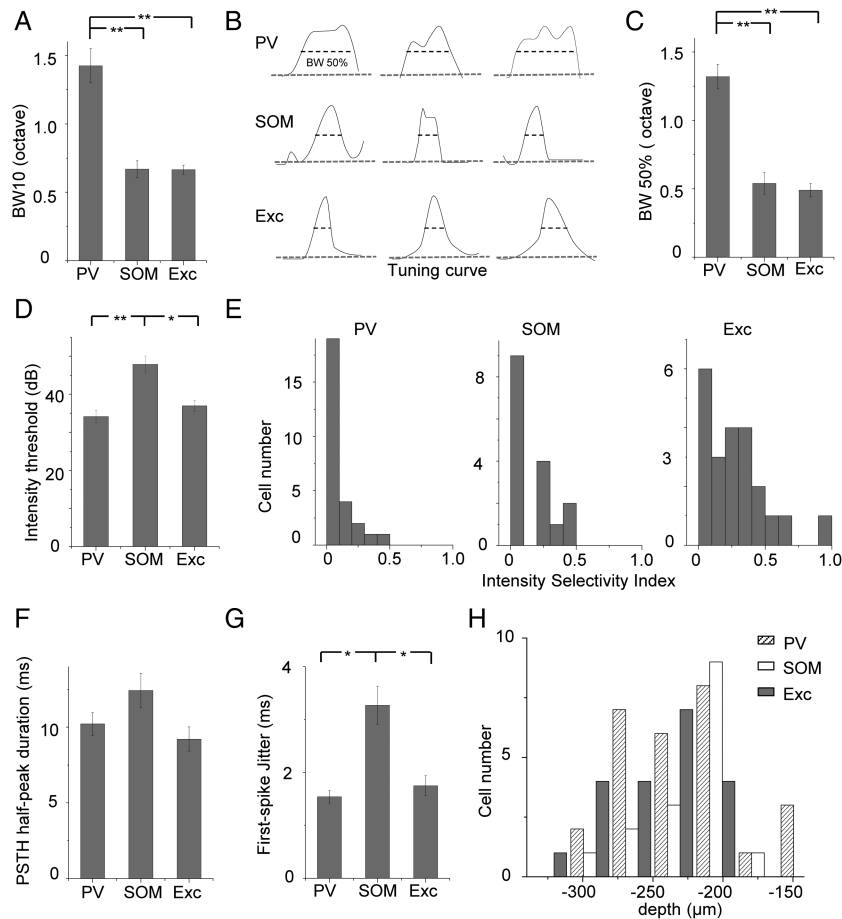 A
**
**
BW10 (octave)
1.5
1.0
0.5
0
PV SOM Exc
B
PV
BW 50%
SOM
Exc
Tuning curve
C
**
**
BW 50% ( octave)
1.5
1.0
0.5
0
PV SOM Exc
D
** *
Intensity threshold (dB)
40
20
0
PV SOM Exc
E
PV SOM Exc
Cell number
15
5
0
0 0.5 1.0
8
4
0
0 0.5 1.0
6
3
0
0 0.5 1.0
Intensity Selectivity Index
F
PSTH half-peak duration (ms)
10
5
0
PV SOM Exc
G
* *
First-spike Jitter (ms)
4
2
0
PV SOM Exc
H
Cell number
10
5
0
PV
SOM
Exc
-300 -250 -200 -150
depth (μm)